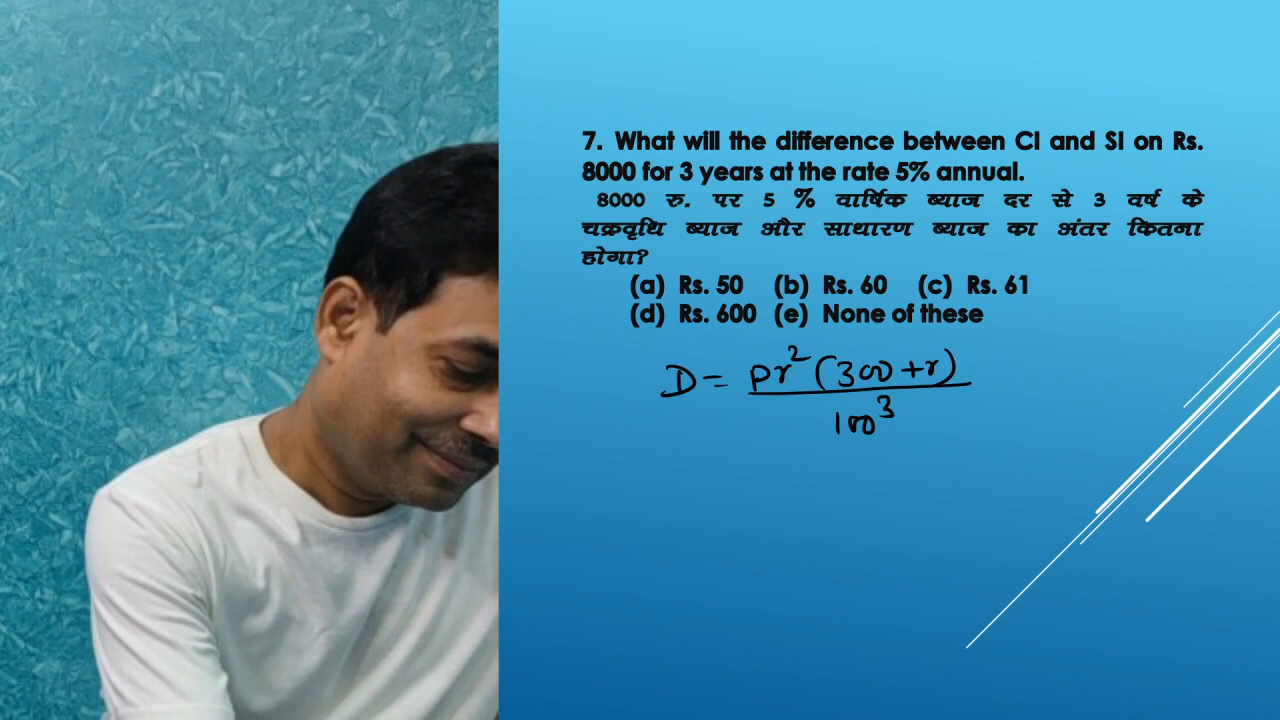 7. What will the difference between CI and SI on Rs.
8000 for 3 years at the rate 5% annual.
8000 रु. पर 5 % वार्षिक ब्याज दर से 3 वर्ष के
चक्रवृधि ब्याज और साधारण ब्याज का अंतर कितना
होगा?
(a) Rs. 50 (b) Rs. 60 (c) Rs. 61
(d) Rs. 600 (e) None of these
D = pr²(300+r)
100³